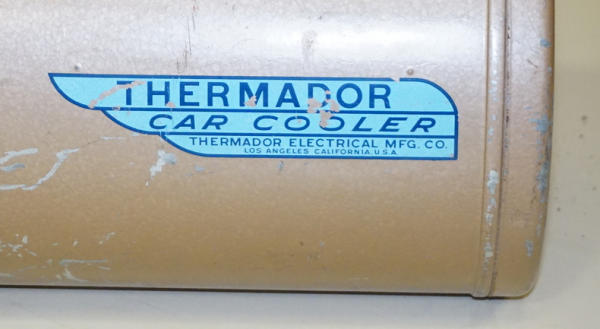 THERMADOR
CAR COOLER
THERMADOR ELECTRICAL MFG. CO.
LOS ANGELES CALIFORNIA. U.S.A.